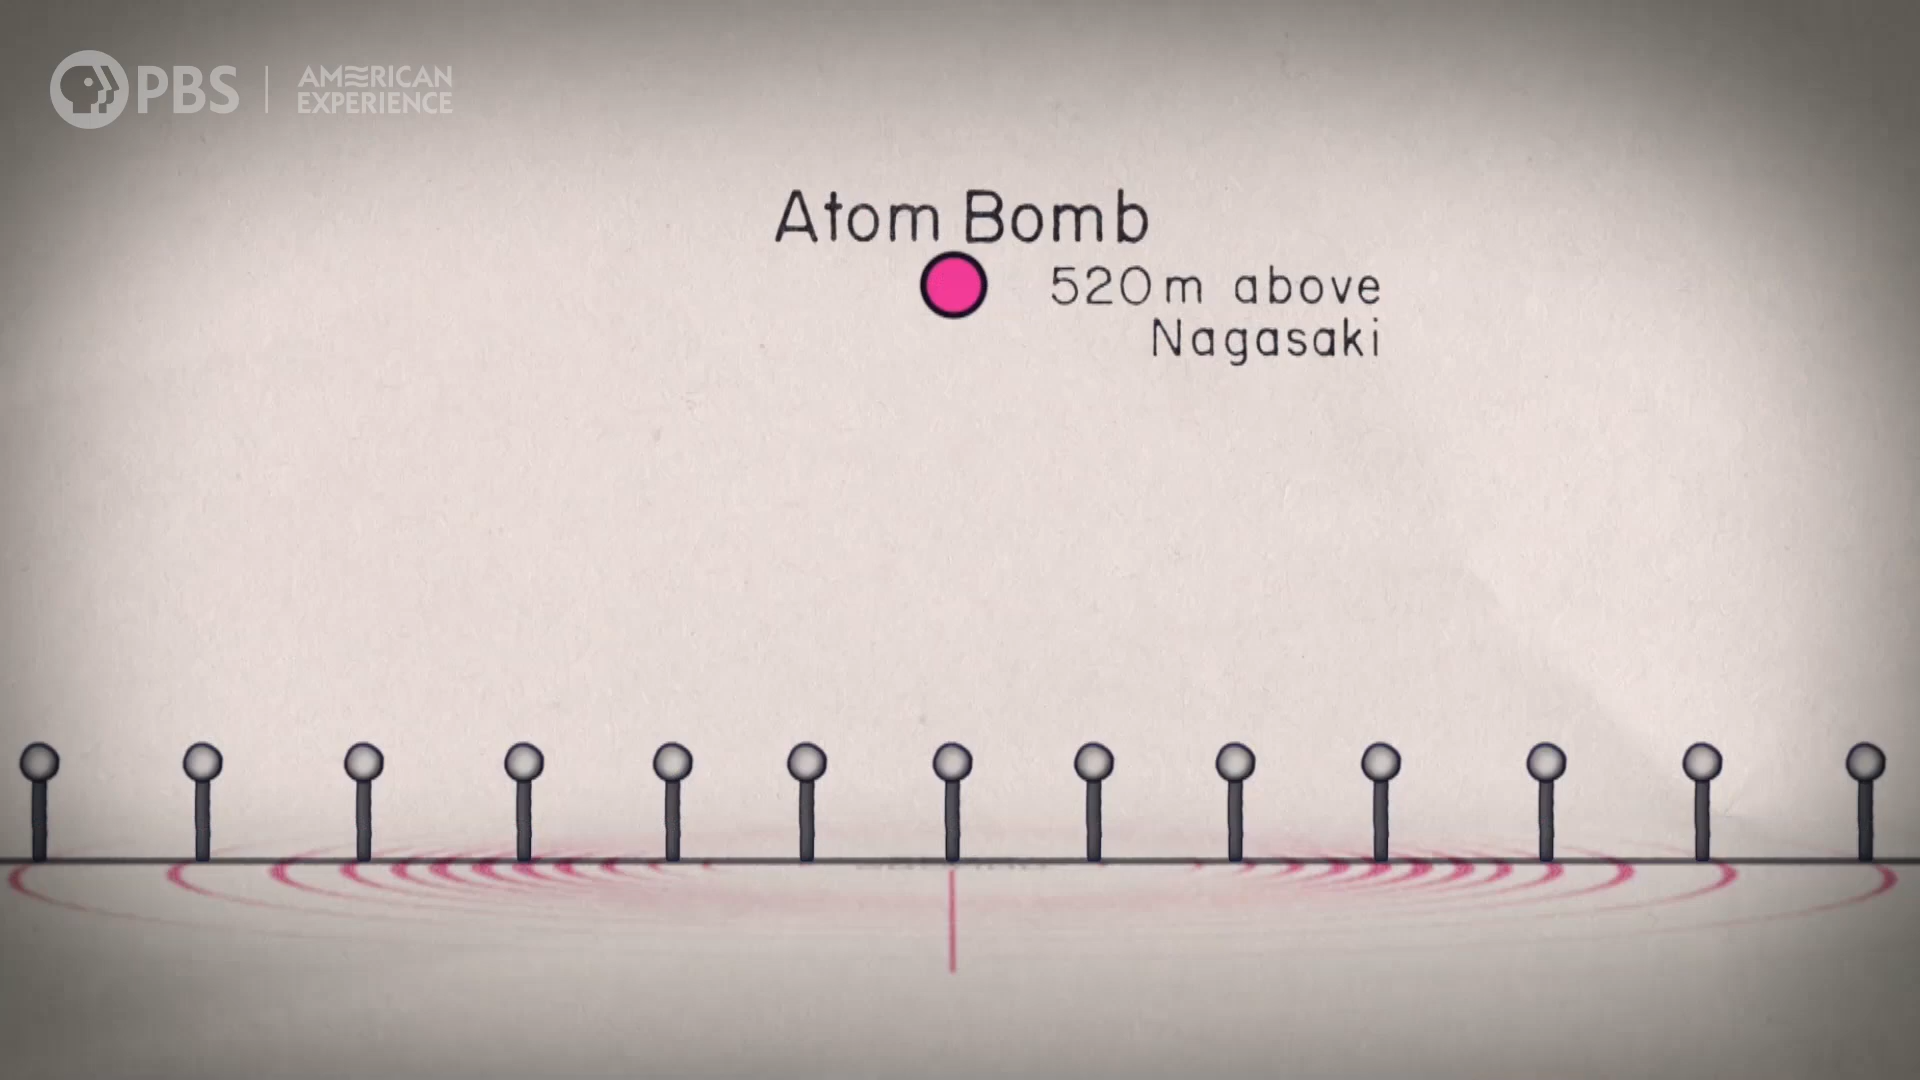 PBS
AMERICAN
EXPERIENCE
Atom Bomb
520m above
Nagasaki